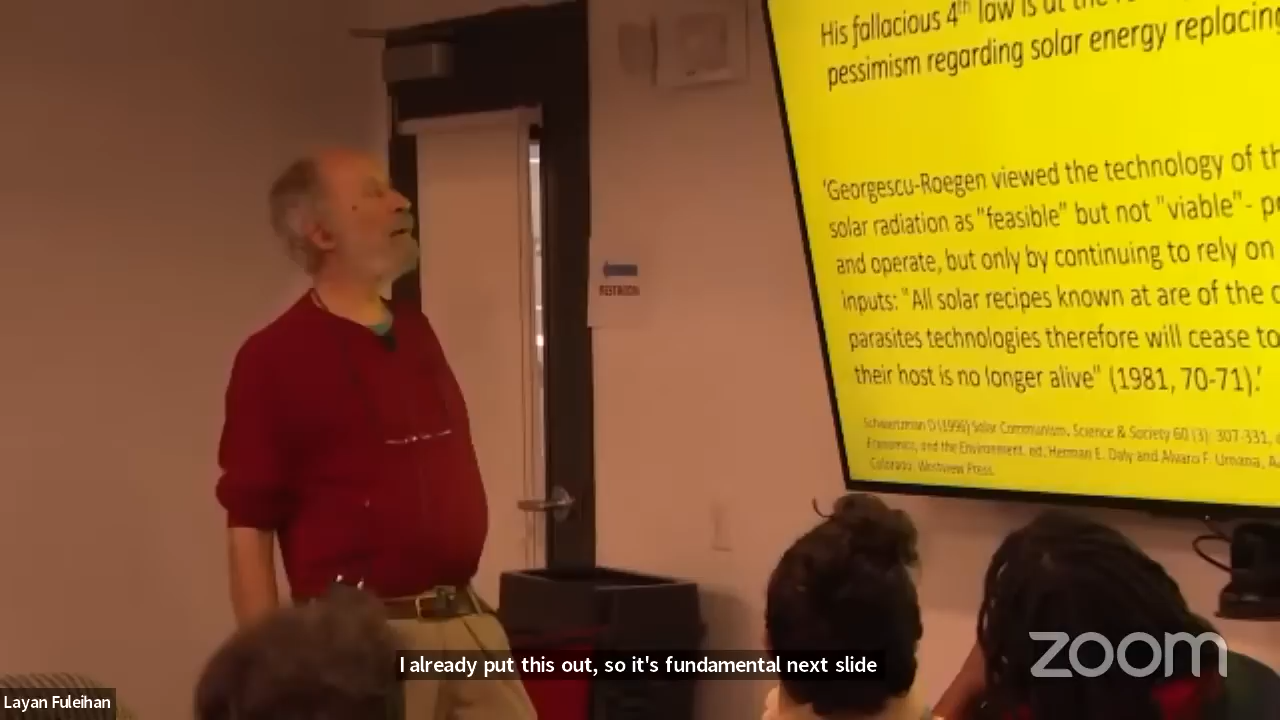 His fallacious 4th law is at the
pessimism regarding solar energy replacing
'Georgescu-Roegen viewed the technology of th
solar radiation as "feasible" but not "viable"- pe
and operate, but only by continuing to rely on
inputs: "All solar recipes known at are of the
parasites technologies therefore will cease to
their host is no longer alive" (1981, 70-71).'
Schwartzman D (1996) Solar Communism. Science & Society 60 (3): 307-331,
Economics, and the Environment. ed. Herman E. Daly and Alvaro F. Umana,
Colorado: Westview Press.
RESTROOM
I already put this out, so it's fundamental next slide
zoom
Layan Fuleihan